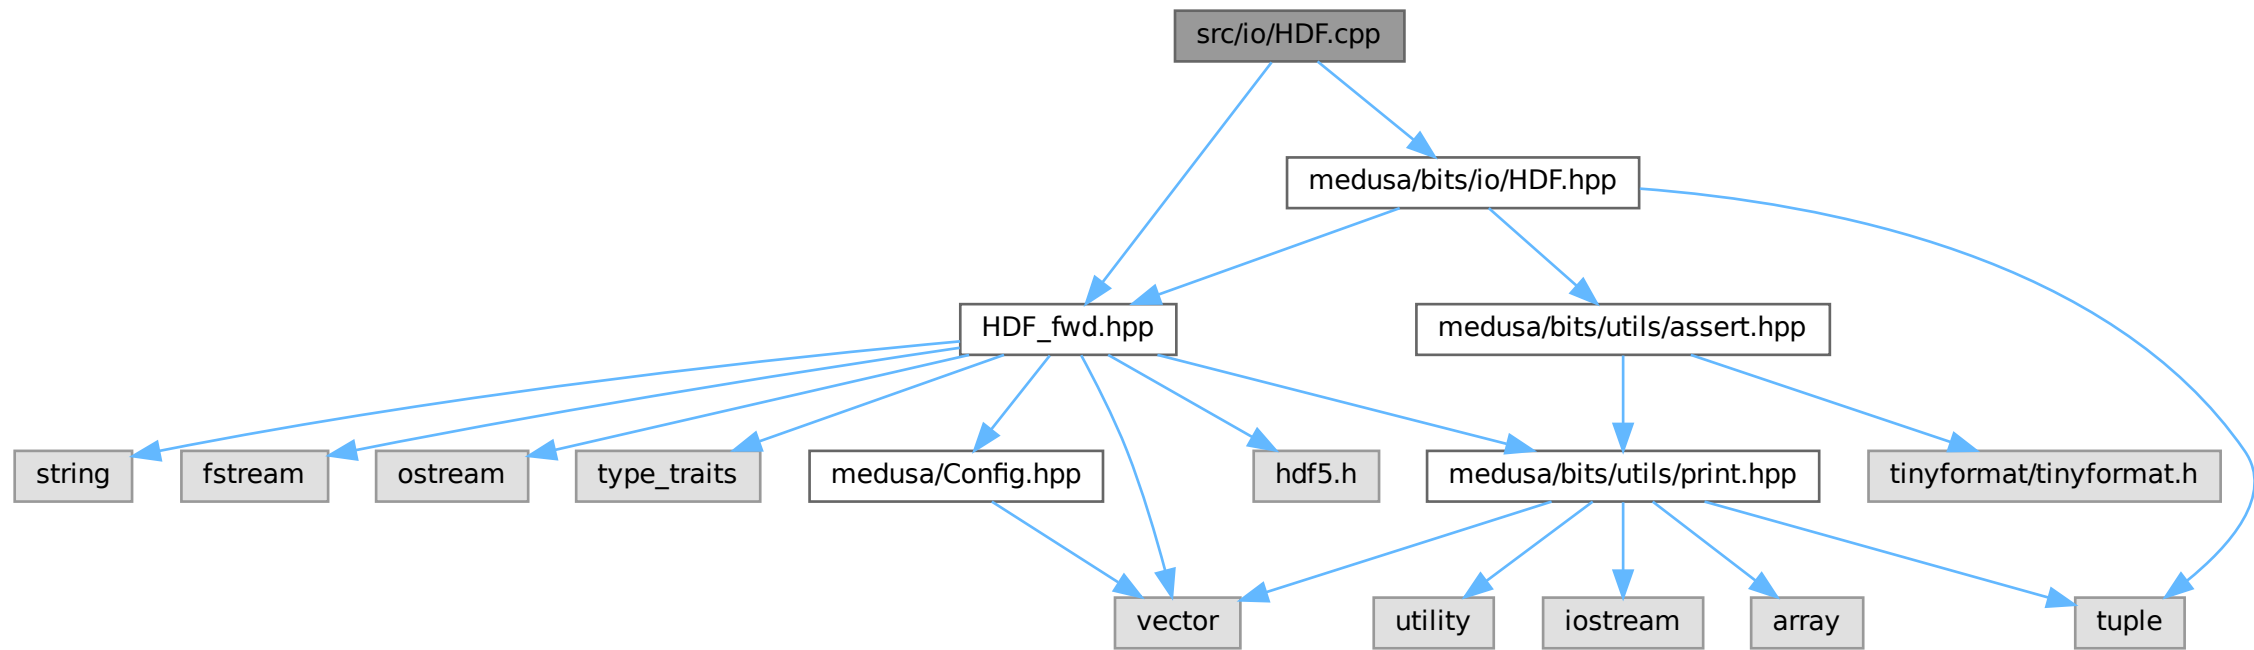 src/io/HDF.cpp
medusa/bits/io/HDF.hpp
HDF_fwd.hpp
medusa/bits/utils/assert.hpp
string
fstream
ostream
type_traits
medusa/Config.hpp
hdf5.h
medusa/bits/utils/print.hpp
tinyformat/tinyformat.h
vector
utility
iostream
array
tuple